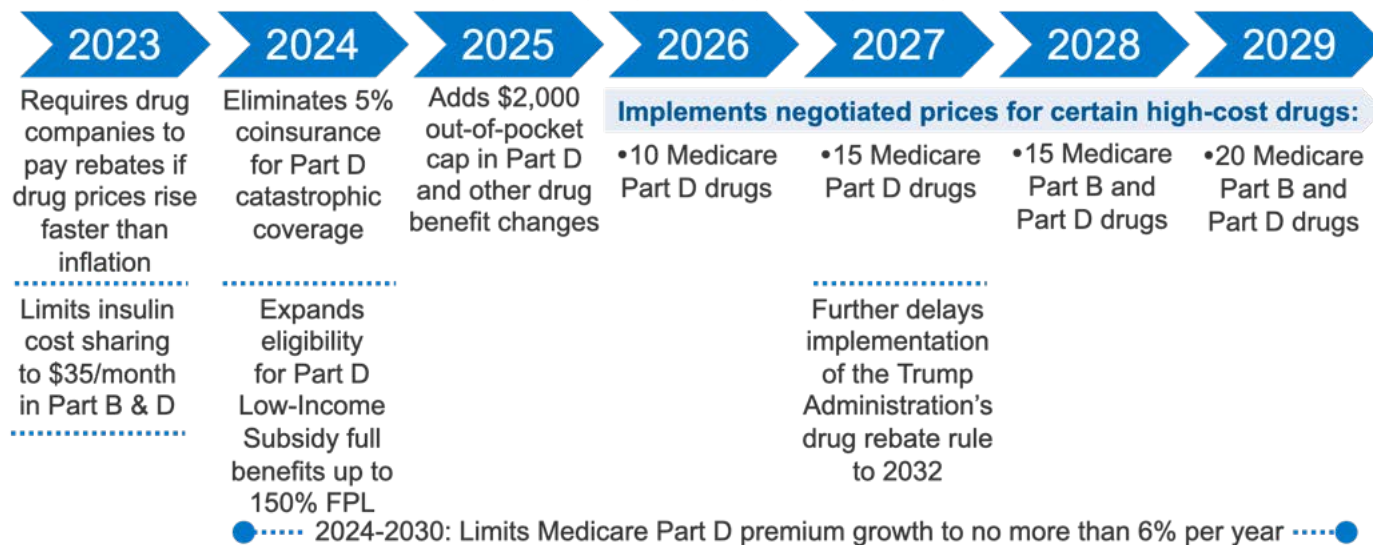 2023
2024
2025
2026
2027
2028
2029
Requires drug
companies to
pay rebates if
drug prices rise
faster than
inflation
Limits insulin
cost sharing
to $35/month
in Part B & D
Eliminates 5%
coinsurance
for Part D
catastrophic
coverage
Expands
eligibility
for Part D
Low-Income
Subsidy full
benefits up to
150% FPL
Adds $2,000
out-of-pocket
cap in Part D
and other drug
benefit changes
Implements negotiated prices for certain high-cost drugs:
•10 Medicare
Part D drugs
•15 Medicare
Part D drugs
Further delays
implementation
of the Trump
Administration’s
drug rebate rule
to 2032
•15 Medicare
Part B and
Part D drugs
•20 Medicare
Part B and
Part D drugs
2024-2030: Limits Medicare Part D premium growth to no more than 6% per year